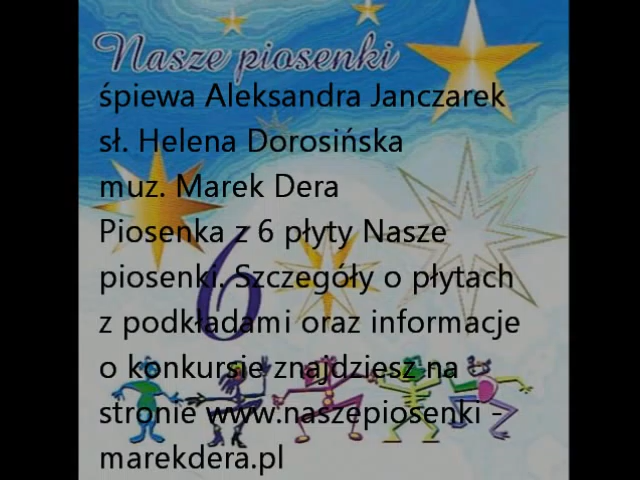 Nasze piosenki
śpiewa Aleksandra Janczarek
sł. Helena Dorosińska
muz. Marek Dera
Piosenka z 6 płyty Nasze
piosenki. Szczegóły o płytach
z podkładami oraz informacje
o konkursie znajdziesz na
stronie www.naszepiosenki -
marekdera.pl
6